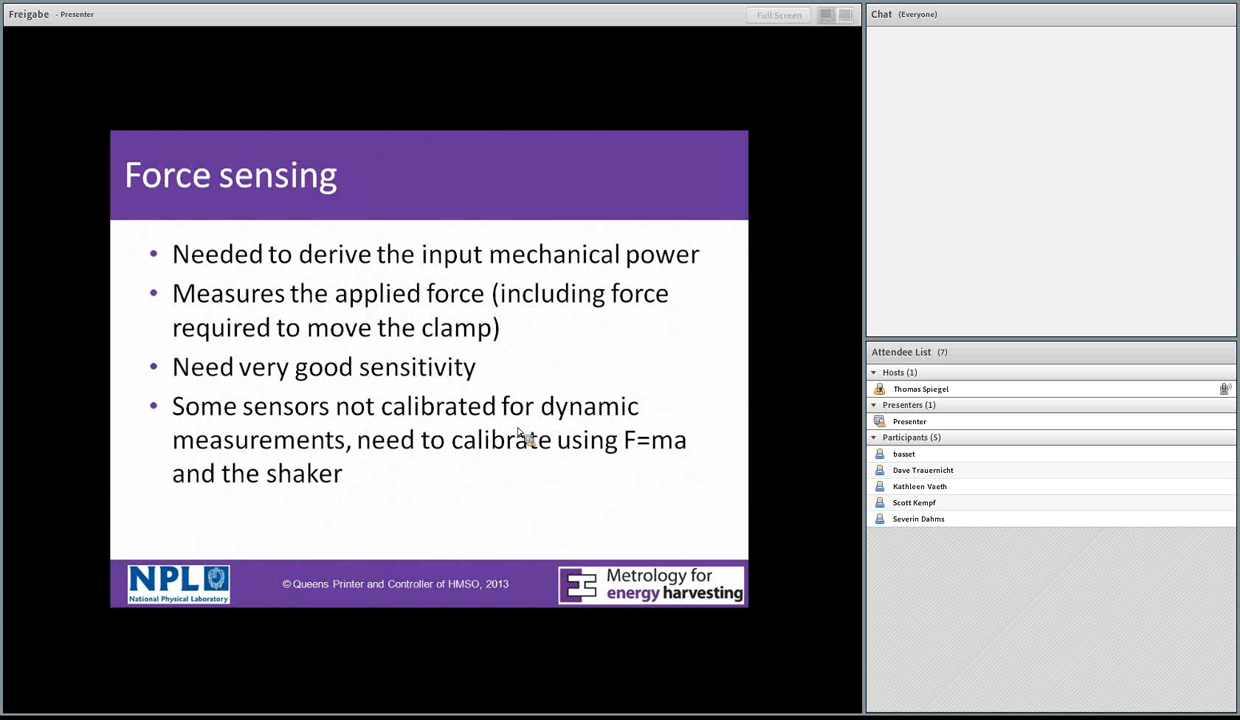 Freigabe - Presenter
Full Screen
Force sensing
• Needed to derive the input mechanical power
• Measures the applied force (including force
required to move the clamp)
• Need very good sensitivity
• Some sensors not calibrated for dynamic
measurements, need to calibrate using F=ma
and the shaker
NPL
National Physical Laboratory
© Queens Printer and Controller of HMSO, 2013
Metrology for
energy harvesting
Chat (Everyone)
Attendee List (7)
Hosts (1)
Thomas Spiegel
Presenters (1)
Presenter
Participants (5)
basset
Dave Trauernicht
Kathleen Vaeth
Scott Kempf
Severin Dahms